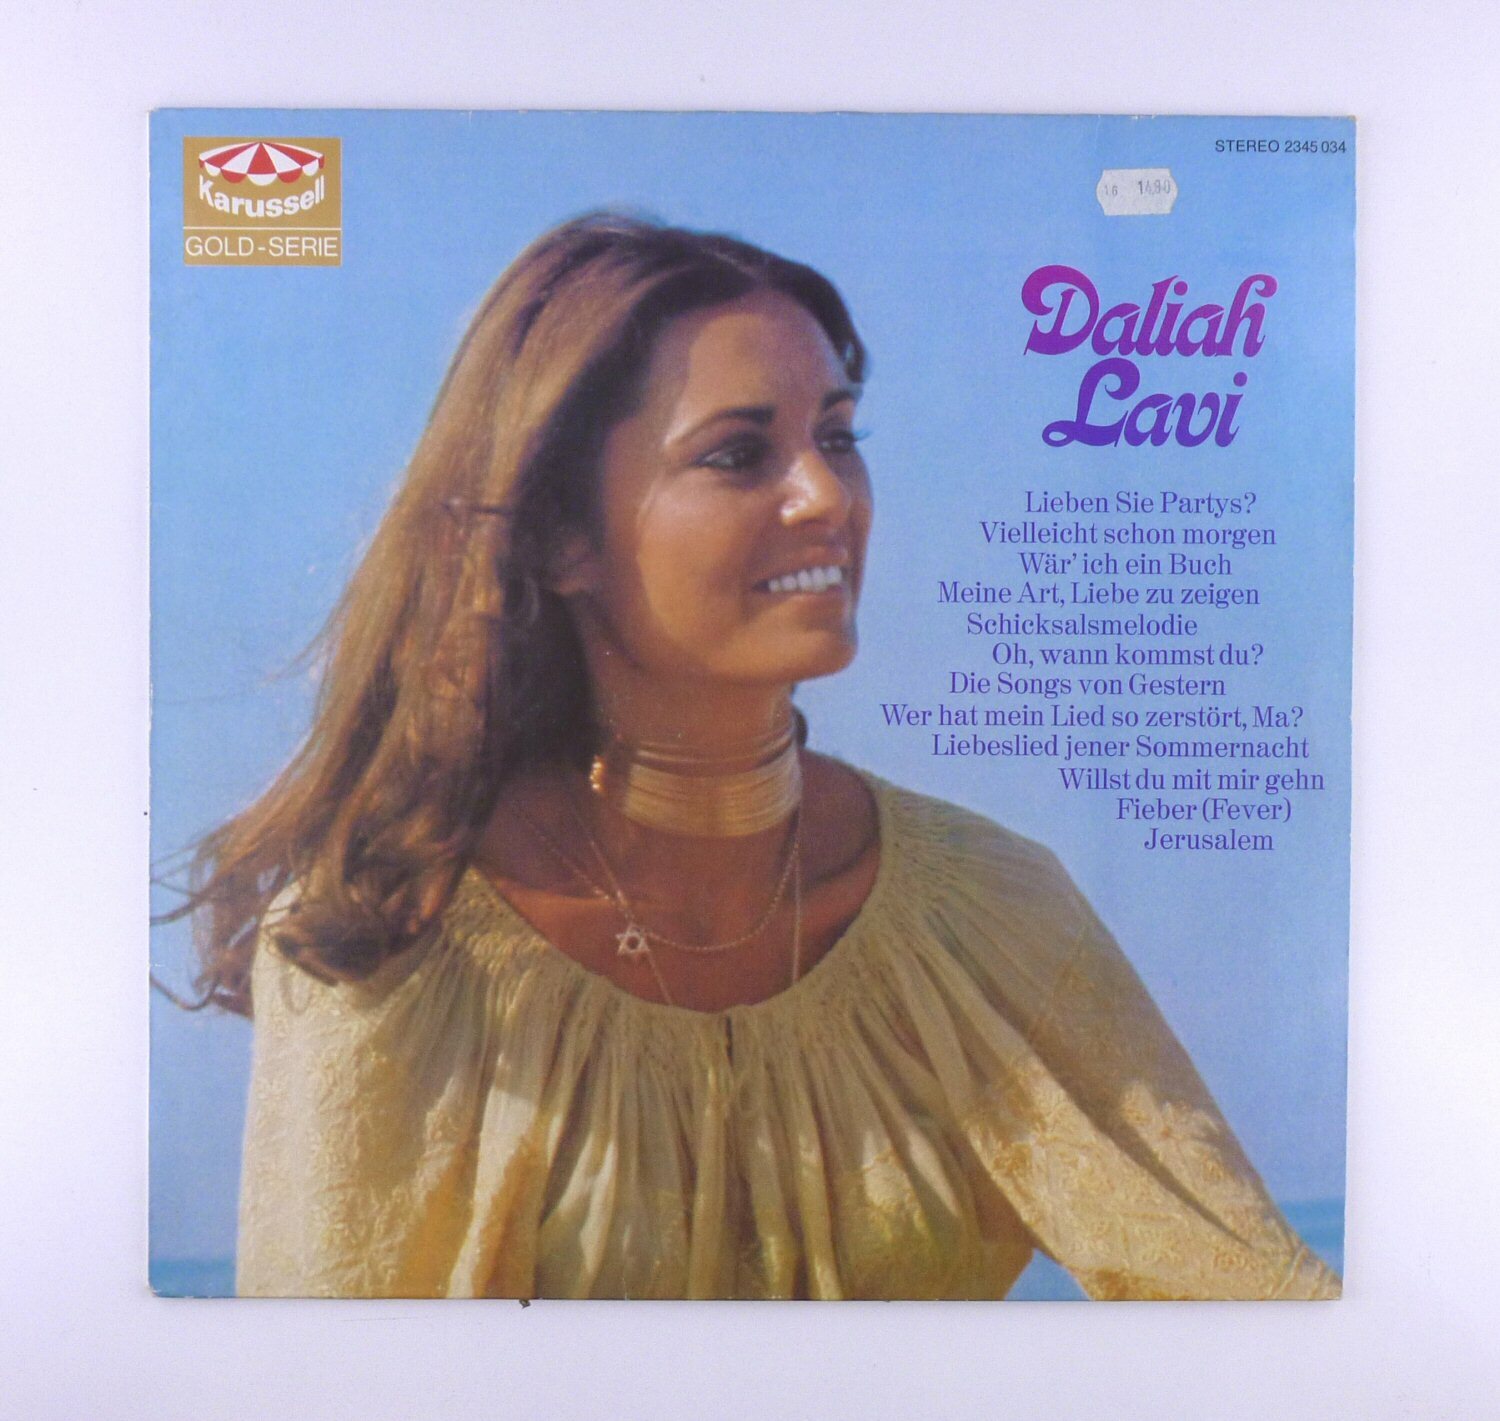 Karussell
GOLD-SERIE
STEREO 2345 034
16 1480
Daliah
Lavi
Lieben Sie Partys?
Vielleicht schon morgen
Wär' ich ein Buch
Meine Art, Liebe zu zeigen
Schicksalsmelodie
Oh, wann kommst du?
Die Songs von Gestern
Wer hat mein Lied so zerstört, Ma?
Liebeslied jener Sommernacht
Willst du mit mir gehn
Fieber (Fever)
Jerusalem